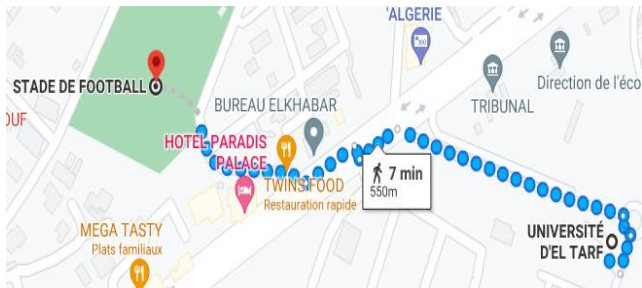 'ALGERIE
STADE DE FOOTBALL
Direction de l'éco
TRIBUNAL
BUREAU ELKHABAR
OUF
HOTEL PARADIS
PALACE
7 min
550m
TWINS FOOD
Restauration rapide
MEGA TASTY
Plats familiaux
UNIVERSITÉ
D'EL TARF